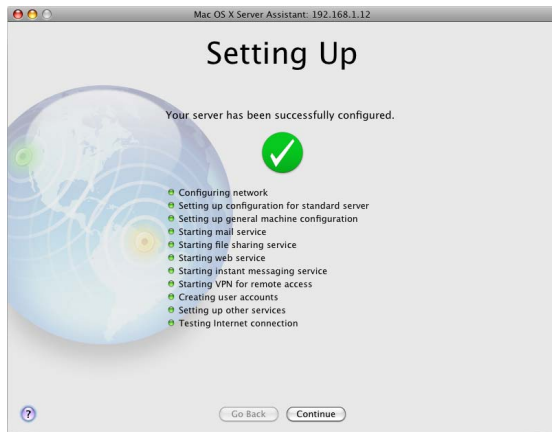 Mac OS X Server Assistant: 192.168.1.12
Setting Up
Your server has been successfully configured.
Configuring network
Setting up configuration for standard server
Setting up general machine configuration
Starting mail service
Starting file sharing service
Starting web service
Starting instant messaging service
Starting VPN for remote access
Creating user accounts
Setting up other services
Testing Internet connection
?
Go Back
Continue